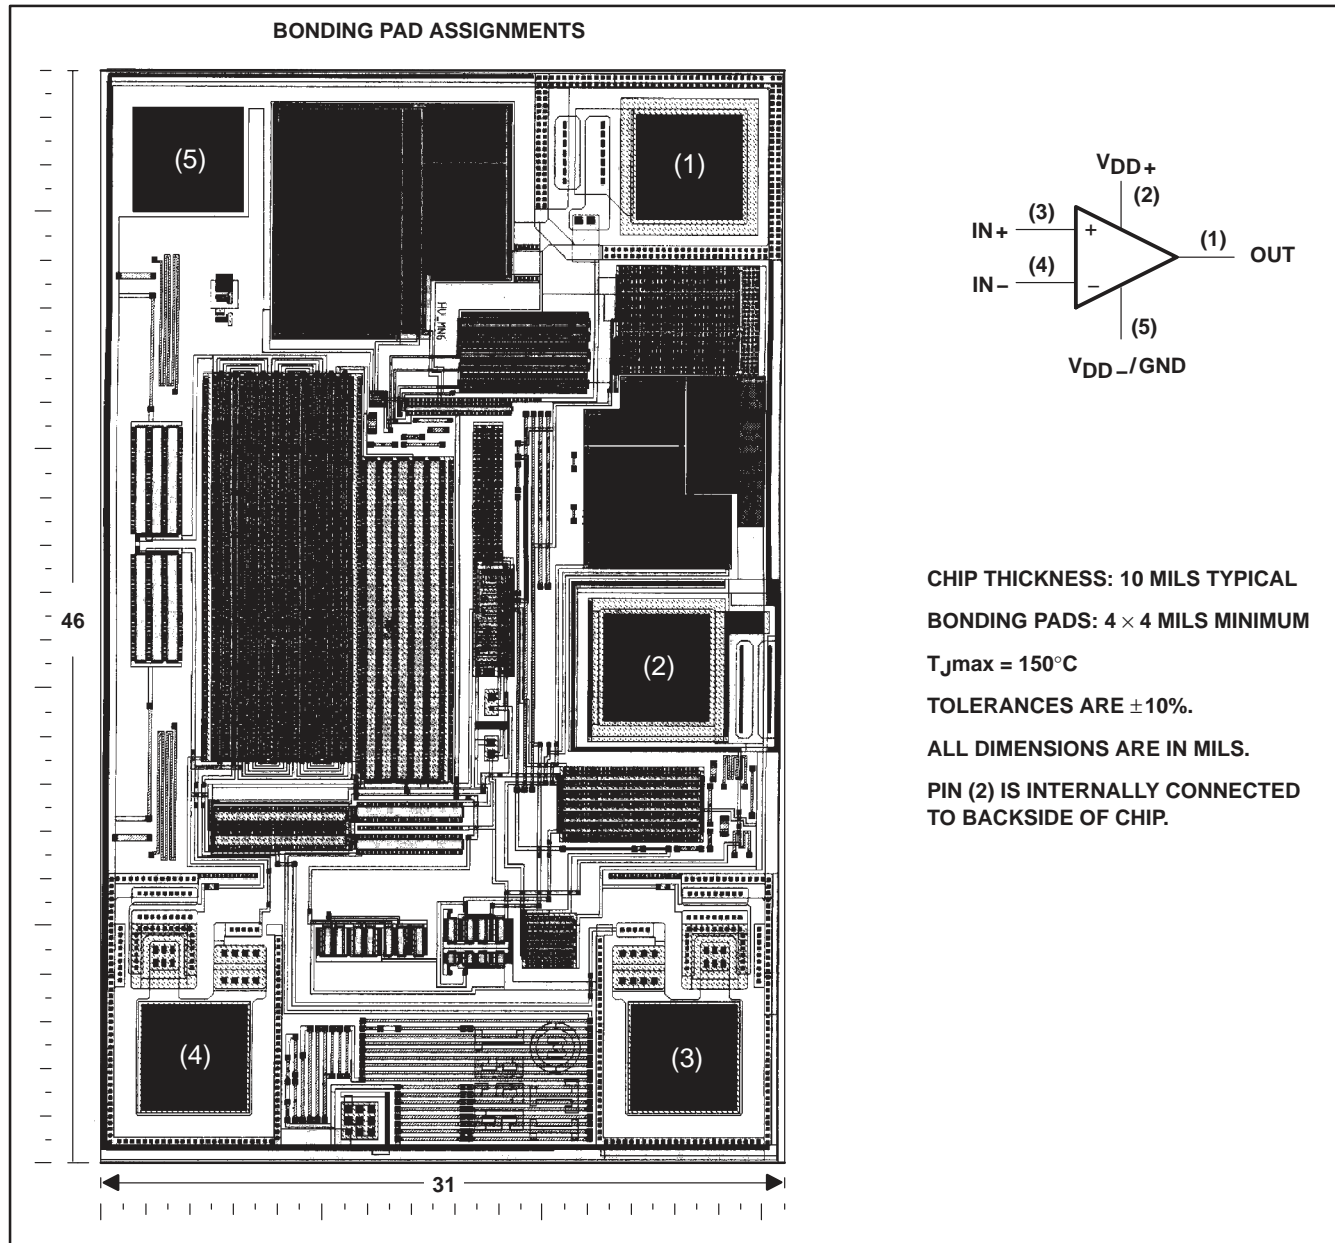 BONDING PAD ASSIGNMENTS
(5)
(1)
HV_MN6
46
(2)
(4)
(3)
31
VDD+
(2)
(3)
IN+
+
(1)
OUT
(4)
IN−
−
(5)
VDD−/GND
CHIP THICKNESS: 10 MILS TYPICAL
BONDING PADS: 4 × 4 MILS MINIMUM
TJmax = 150°C
TOLERANCES ARE ±10%.
ALL DIMENSIONS ARE IN MILS.
PIN (2) IS INTERNALLY CONNECTED
TO BACKSIDE OF CHIP.